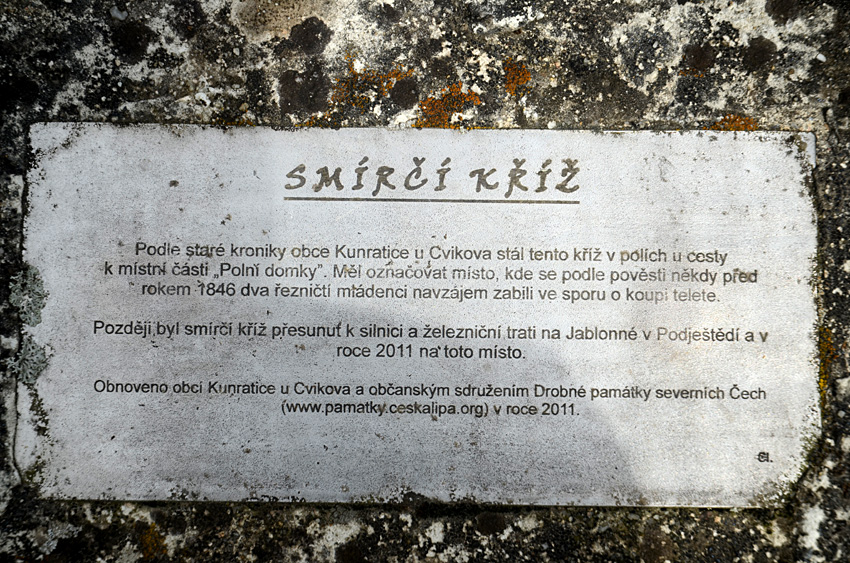 SMÍRČÍ KŘÍŽ
Podle staré kroniky obce Kunratice u Cvikova stál tento kříž v polích u cesty
k místní části „Polní domky". Měl označovat místo, kde se podle pověsti někdy před
rokem 1846 dva řezničtí mládenci navzájem zabili ve sporu o koupi telete.
Později byl smírčí kříž přesunut k silnici a železniční trati na Jablonné v Podještědí a v
roce 2011 na toto místo.
Obnoveno obcí Kunratice u Cvikova a občanským sdružením Drobné památky severních Čech
(www.pamatky.ceskalipa.org) v roce 2011.